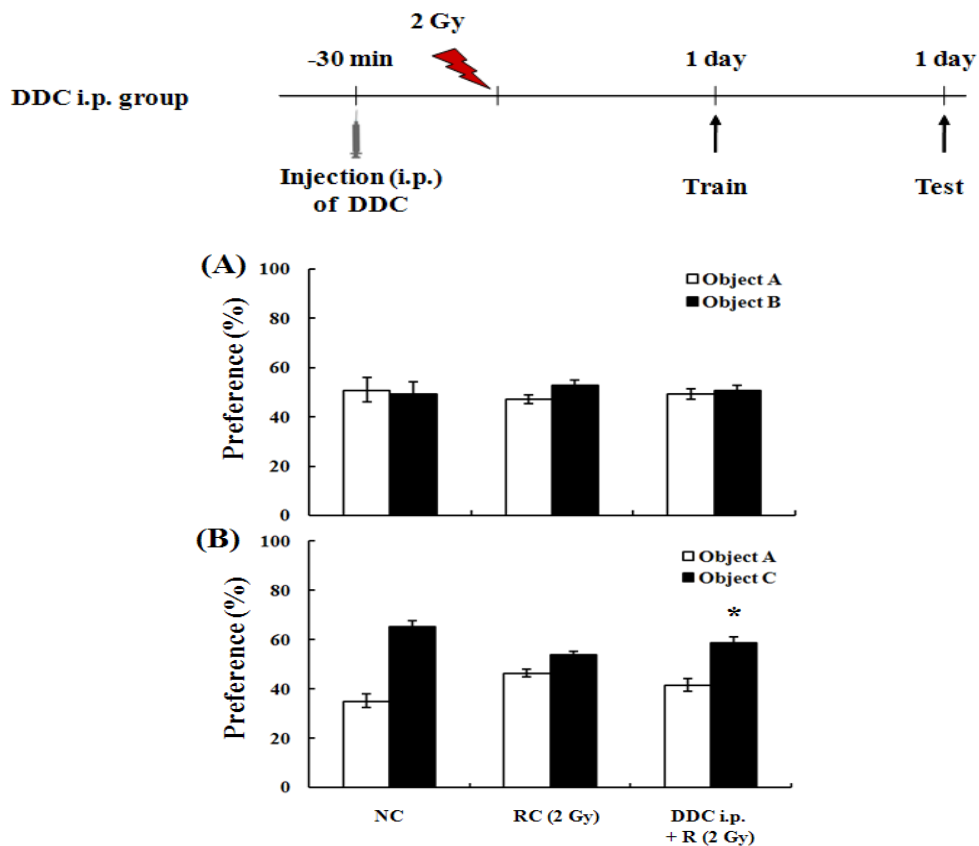 2 Gy
-30 min
1 day
1 day
DDC i.p. group
Injection (i.p.)
of DDC
Train
Test
(A)
100
80
60
40
20
0
Preference (%)
Object A
Object B
(B)
100
80
60
40
20
0
Preference (%)
Object A
Object C
*
NC
RC (2 Gy)
DDC i.p.
+ R (2 Gy)